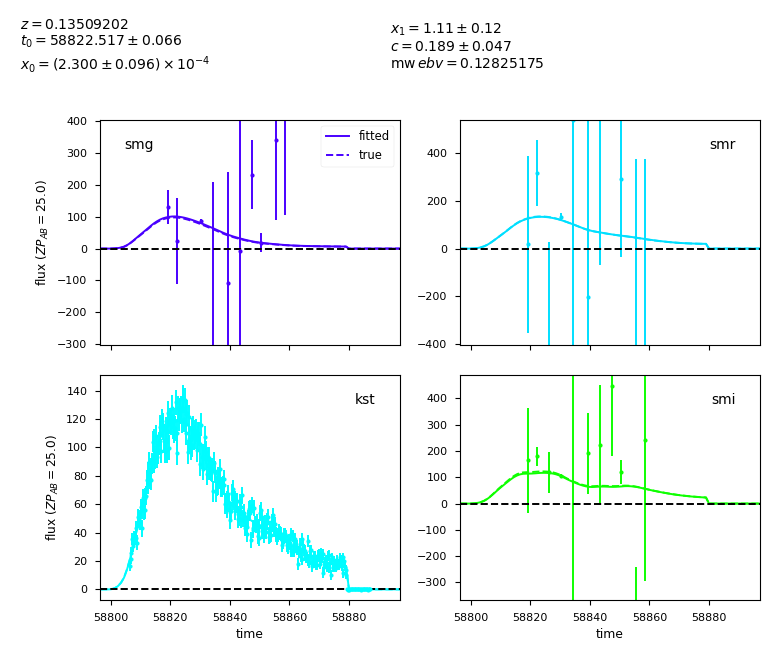 z = 0.13509202
t₀ = 58822.517 ± 0.066
x₀ = (2.300 ± 0.096) × 10⁻⁴
x₁ = 1.11 ± 0.12
c = 0.189 ± 0.047
mw ebv = 0.12825175
smg
fitted
true
400
300
200
100
0
−100
−200
−300
flux (ZP_AB = 25.0)
smr
400
200
0
−200
−400
kst
140
120
100
80
60
40
20
0
flux (ZP_AB = 25.0)
58800 58820 58840 58860 58880
time
smi
400
300
200
100
0
−100
−200
−300
58800 58820 58840 58860 58880
time